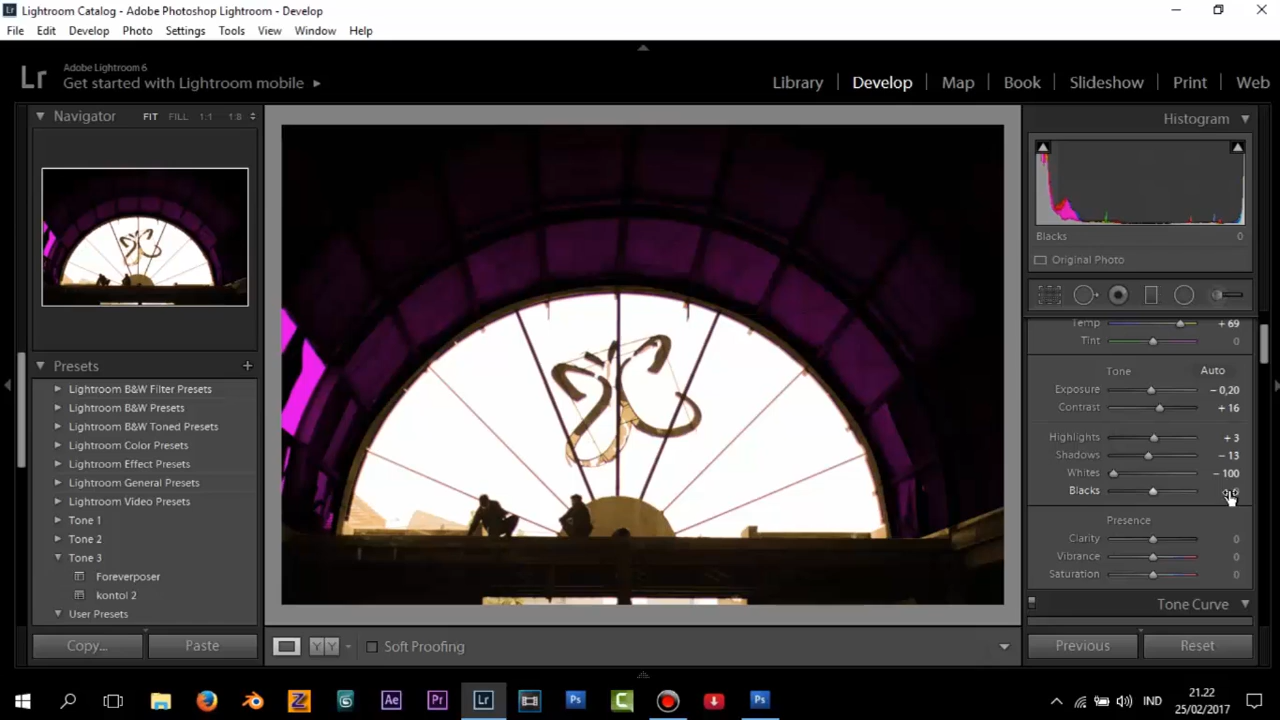 Lightroom Catalog - Adobe Photoshop Lightroom - Develop
File Edit Develop Photo Settings Tools View Window Help
Lr
Adobe Lightroom 6
Get started with Lightroom mobile
Library Develop Map Book Slideshow Print Web
Navigator FIT FILL 1:1 1:8
Presets +
Lightroom B&W Filter Presets
Lightroom B&W Presets
Lightroom B&W Toned Presets
Lightroom Color Presets
Lightroom Effect Presets
Lightroom General Presets
Lightroom Video Presets
Tone 1
Tone 2
Tone 3
Foreverposer
kontol 2
User Presets
Copy... Paste
Soft Proofing
Histogram
Blacks 0
Original Photo
Temp + 69
Tint 0
Tone Auto
Exposure − 0,20
Contrast + 16
Highlights + 3
Shadows − 13
Whites − 100
Blacks
Presence
Clarity 0
Vibrance 0
Saturation 0
Tone Curve
Previous Reset
Ae Pr Lr Ps Ps
IND
21.22
25/02/2017